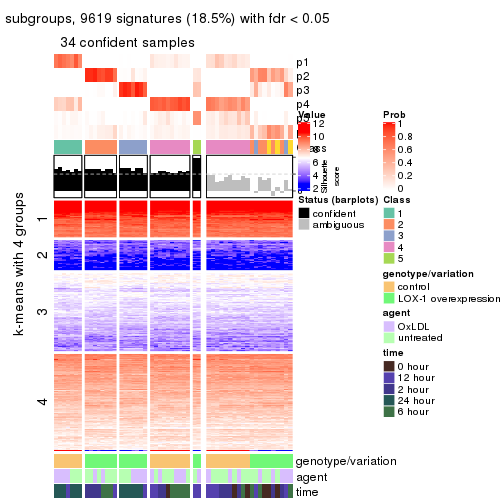 subgroups, 9619 signatures (18.5%) with fdr < 0.05
34 confident samples
p1
p2
p3
p4
p5
Value
12
10
8
6
4
2
Class
Silhouette
score
Prob
1
0.8
0.6
0.4
0.2
0
Status (barplots)
confident
ambiguous
Class
1
2
3
4
5
genotype/variation
control
LOX-1 overexpression
agent
OxLDL
untreated
time
0 hour
12 hour
2 hour
24 hour
6 hour
k-means with 4 groups
1
2
3
4
genotype/variation
agent
time